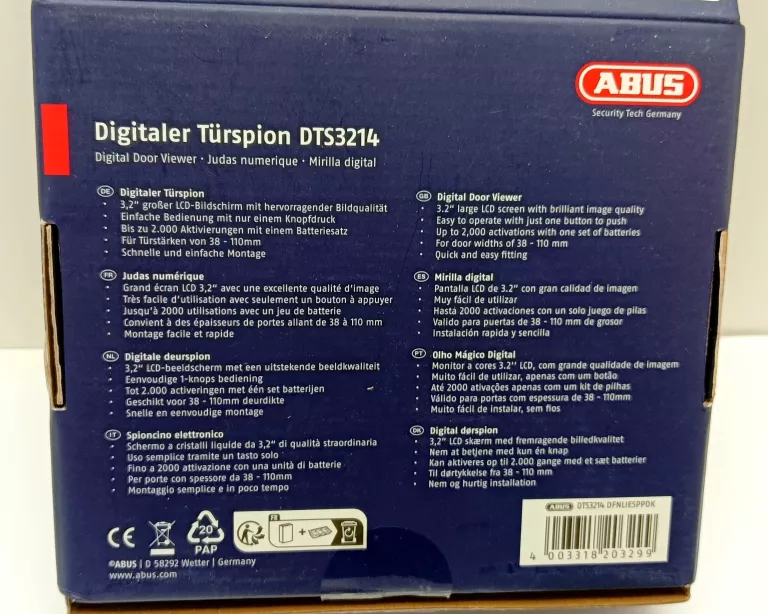 ABUS
Security Tech Germany
Digitaler Türspion DTS3214
Digital Door Viewer · Judas numerique · Mirilla digital
DE Digitaler Türspion
· 3,2" großer LCD-Bildschirm mit hervorragender Bildqualität
· Einfache Bedienung mit nur einem Knopfdruck
· Bis zu 2.000 Aktivierungen mit einem Batteriesatz
· Für Türstärken von 38 - 110mm
· Schnelle und einfache Montage
FR Judas numérique
· Grand écran LCD 3,2" avec une excellente qualité d'image
· Très facile d'utilisation avec seulement un bouton à appuyer
· Jusqu'à 2000 utilisations avec un jeu de batterie
· Convient à des épaisseurs de portes allant de 38 à 110 mm
· Montage facile et rapide
NL Digitale deurspion
· 3,2" LCD-beeldscherm met een uitstekende beeldkwaliteit
· Eenvoudige 1-knops bediening
· Tot 2.000 activeringen met één set batterijen
· Geschikt voor 38 - 110mm deurdikte
· Snelle en eenvoudige montage
IT Spioncino elettronico
· Schermo a cristalli liquide da 3,2" di qualità straordinaria
· Uso semplice tramite un tasto solo
· Fino a 2000 attivazione con una unità di batterie
· Per porte con spessore da 38 - 110mm
· Montaggio semplice e in poco tempo
GB Digital Door Viewer
· 3.2" large LCD screen with brilliant image quality
· Easy to operate with just one button to push
· Up to 2,000 activations with one set of batteries
· For door widths of 38 - 110 mm
· Quick and easy fitting
ES Mirilla digital
· Pantalla LCD de 3.2" con gran calidad de imagen
· Muy fácil de utilizar
· Hasta 2000 activaciones con un solo juego de pilas
· Valido para puertas de 38 - 110 mm de grosor
· Instalación rapida y sencilla
PT Olho Mágico Digital
· Monitor a cores 3.2'' LCD, com grande qualidade de imagem
· Muito fácil de utilizar, apenas com um botão
· Até 2000 ativações apenas com um kit de pilhas
· Válido para portas com espessura de 38 - 110mm
· Muito fácil de instalar, sem fios
DK Digital dørspion
· 3,2" LCD skærm med fremragende billedkvalitet
· Nem at betjene med kun én knap
· Kan aktiveres op til 2.000 gange med et sæt batterier
· Til dørtykkelse fra 38 - 110 mm
· Nem og hurtig installation
CE
20
PAP
FR
+
©ABUS | D 58292 Wetter | Germany
www.abus.com
ABUS DTS3214 DFNLIESPPDK
4 003318 203299